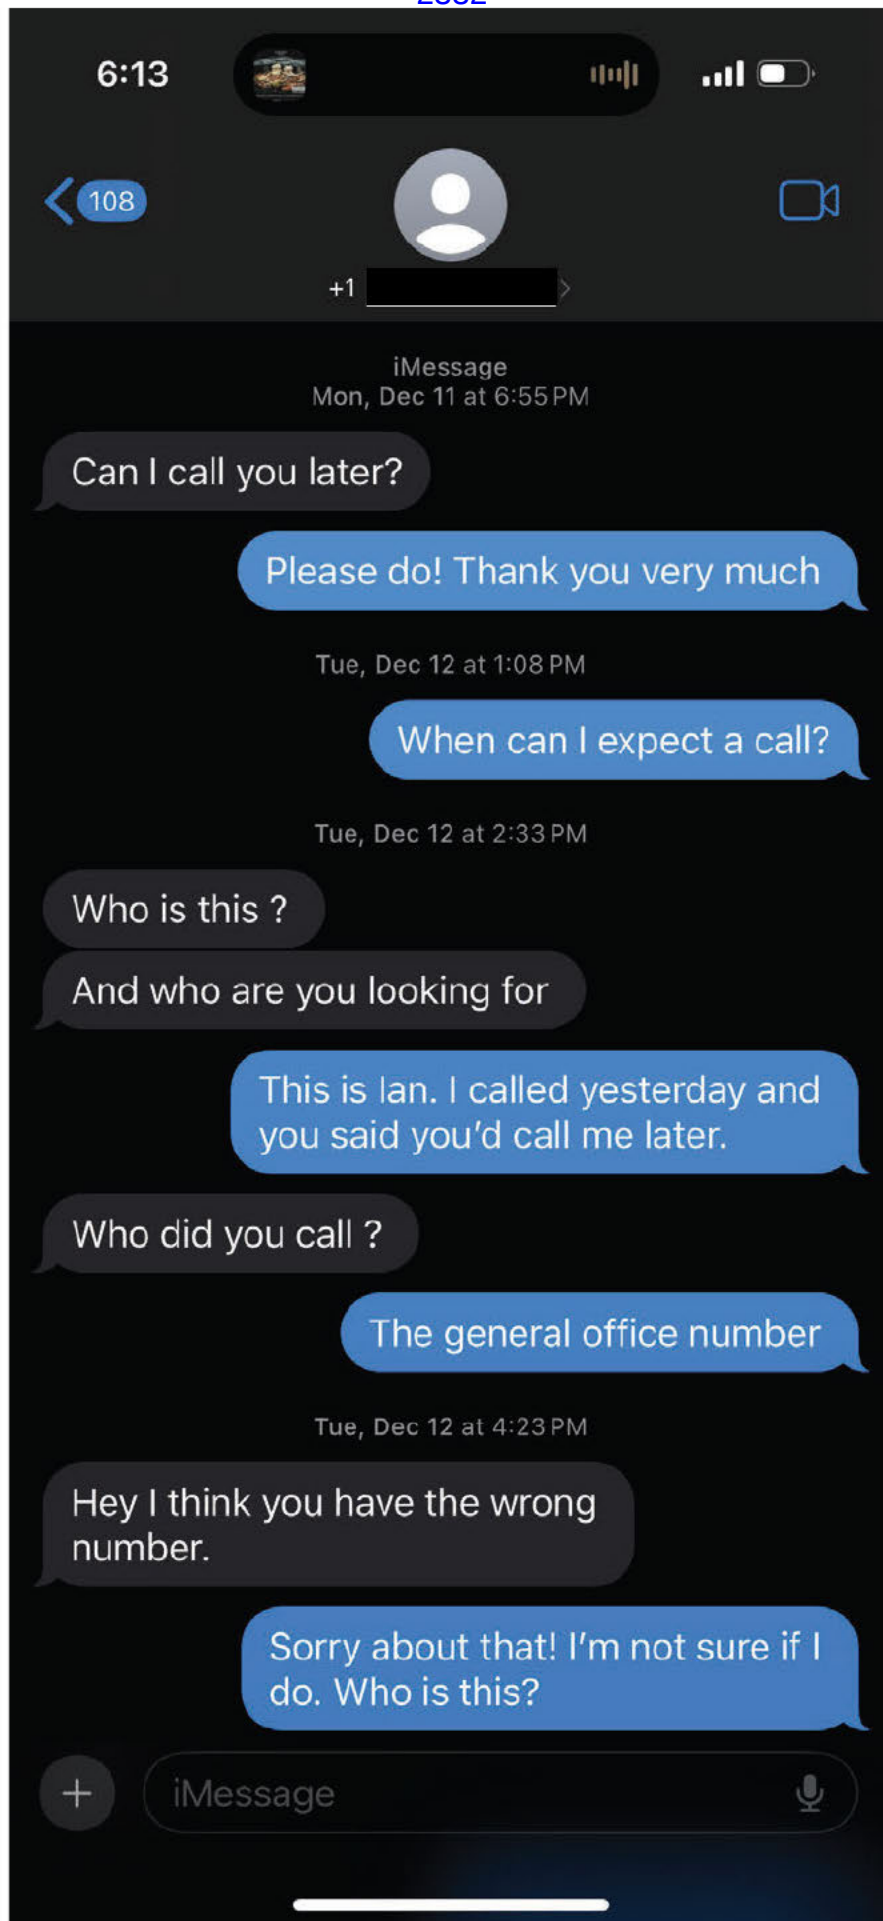 6:13
108
+1
iMessage
Mon, Dec 11 at 6:55 PM
Can I call you later?
Please do! Thank you very much
Tue, Dec 12 at 1:08 PM
When can I expect a call?
Tue, Dec 12 at 2:33 PM
Who is this ?
And who are you looking for
This is Ian. I called yesterday and
you said you'd call me later.
Who did you call ?
The general office number
Tue, Dec 12 at 4:23 PM
Hey I think you have the wrong
number.
Sorry about that! I'm not sure if I
do. Who is this?
iMessage